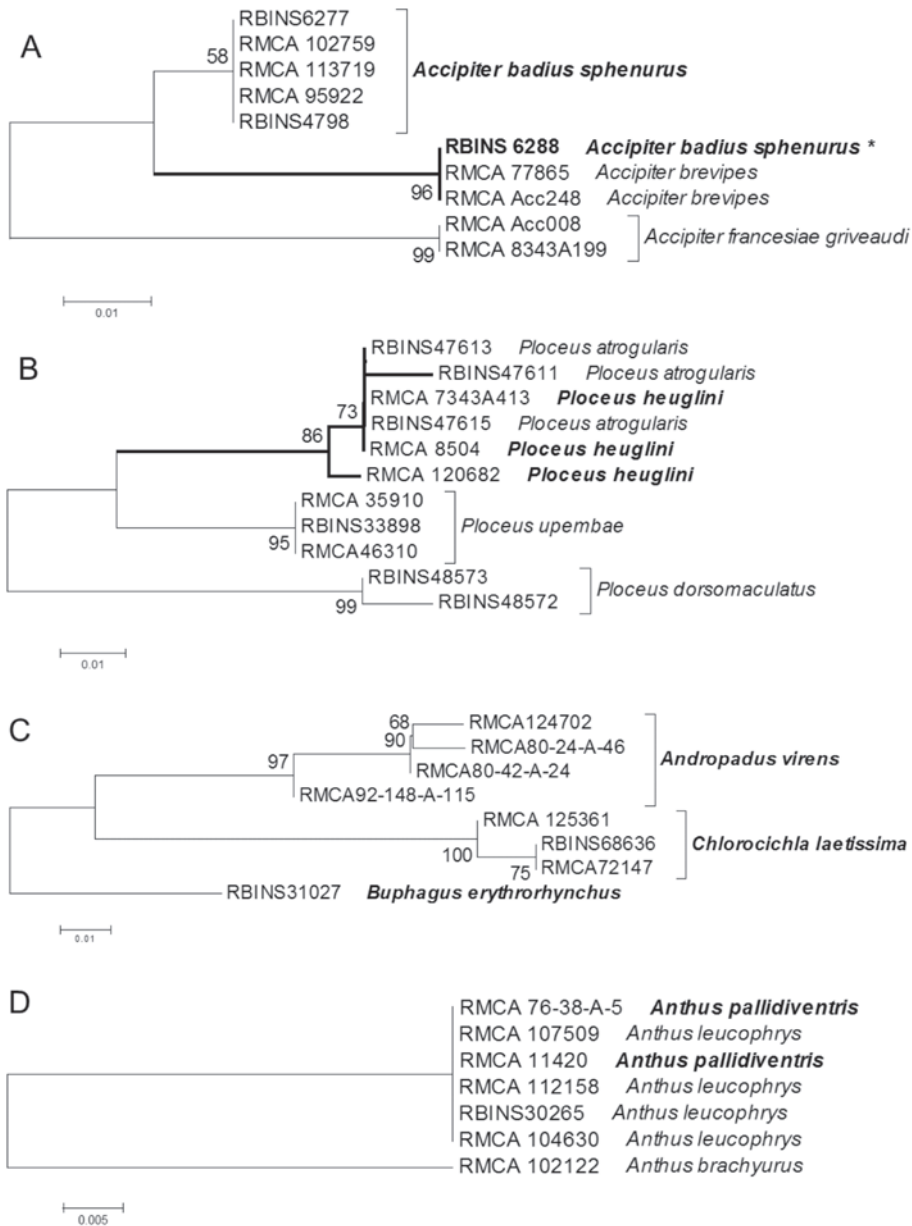 A
RBINS6277
RMCA 102759
58
RMCA 113719
Accipiter badius sphenurus
RMCA 95922
RBINS4798
RBINS 6288 Accipiter badius sphenurus *
RMCA 77865 Accipiter brevipes
RMCA Acc248 Accipiter brevipes
96
RMCA Acc008
Accipiter francesiae griveaudi
RMCA 8343A199
99
0.01
B
RBINS47613 Ploceus atrogularis
RBINS47611 Ploceus atrogularis
RMCA 7343A413 Ploceus heuglini
73
RBINS47615 Ploceus atrogularis
86
RMCA 8504 Ploceus heuglini
RMCA 120682 Ploceus heuglini
RMCA 35910
RBINS33898
Ploceus upembae
95
RMCA46310
RBINS48573
Ploceus dorsomaculatus
99
RBINS48572
0.01
C
68
RMCA124702
90
RMCA80-24-A-46
Andropadus virens
97
RMCA80-42-A-24
RMCA92-148-A-115
RMCA 125361
RBINS68636
Chlorocichla laetissima
100
75
RMCA72147
RBINS31027 Buphagus erythrorhynchus
0.01
D
RMCA 76-38-A-5 Anthus pallidiventris
RMCA 107509 Anthus leucophrys
RMCA 11420 Anthus pallidiventris
RMCA 112158 Anthus leucophrys
RBINS30265 Anthus leucophrys
RMCA 104630 Anthus leucophrys
RMCA 102122 Anthus brachyurus
0.005